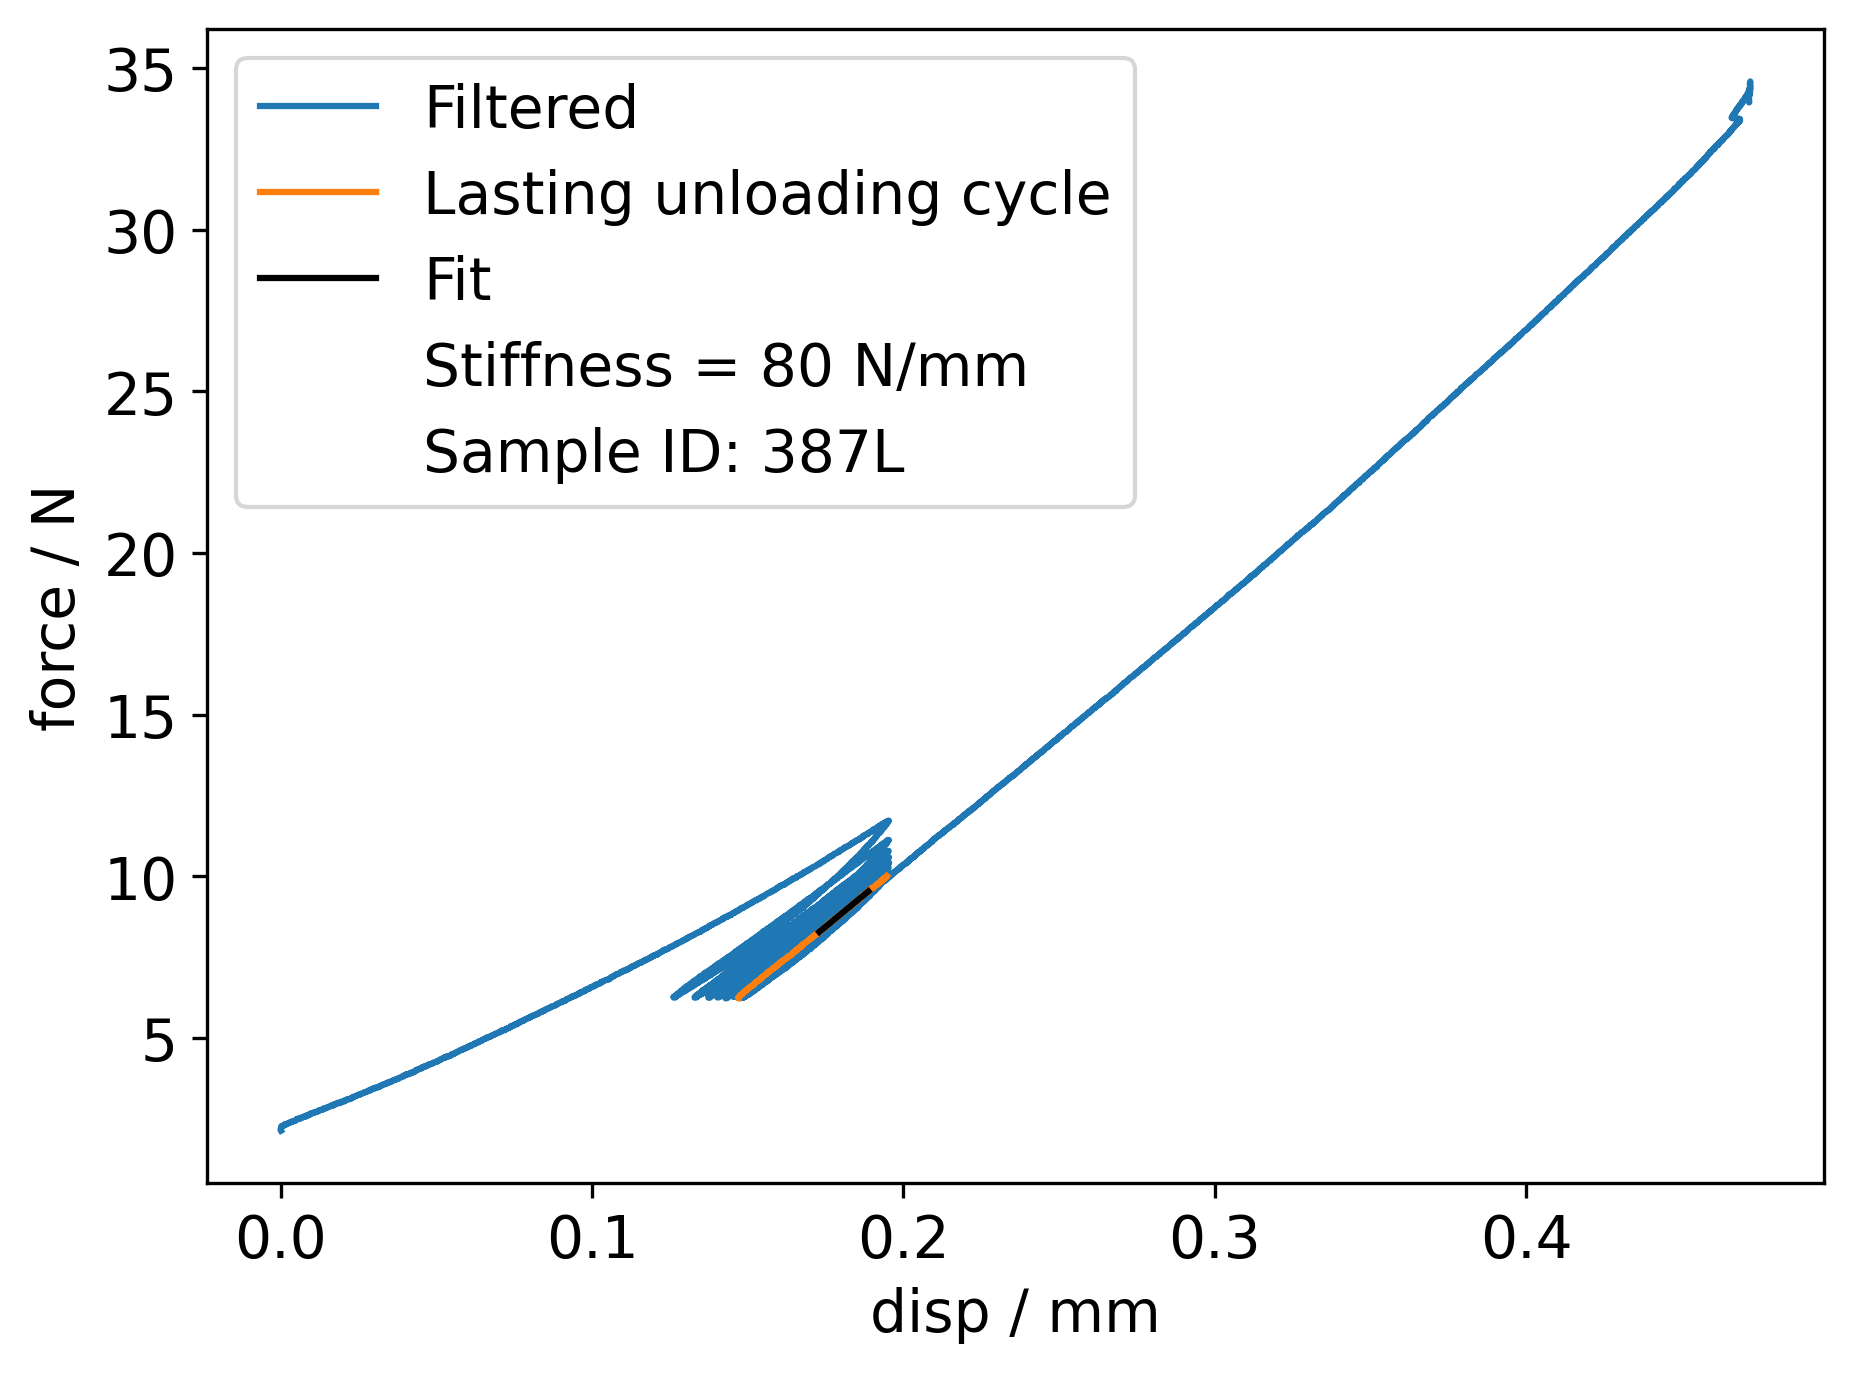 35
30
25
20
15
10
5
force / N
Filtered
Lasting unloading cycle
Fit
Stiffness = 80 N/mm
Sample ID: 387L
0.0 0.1 0.2 0.3 0.4
disp / mm